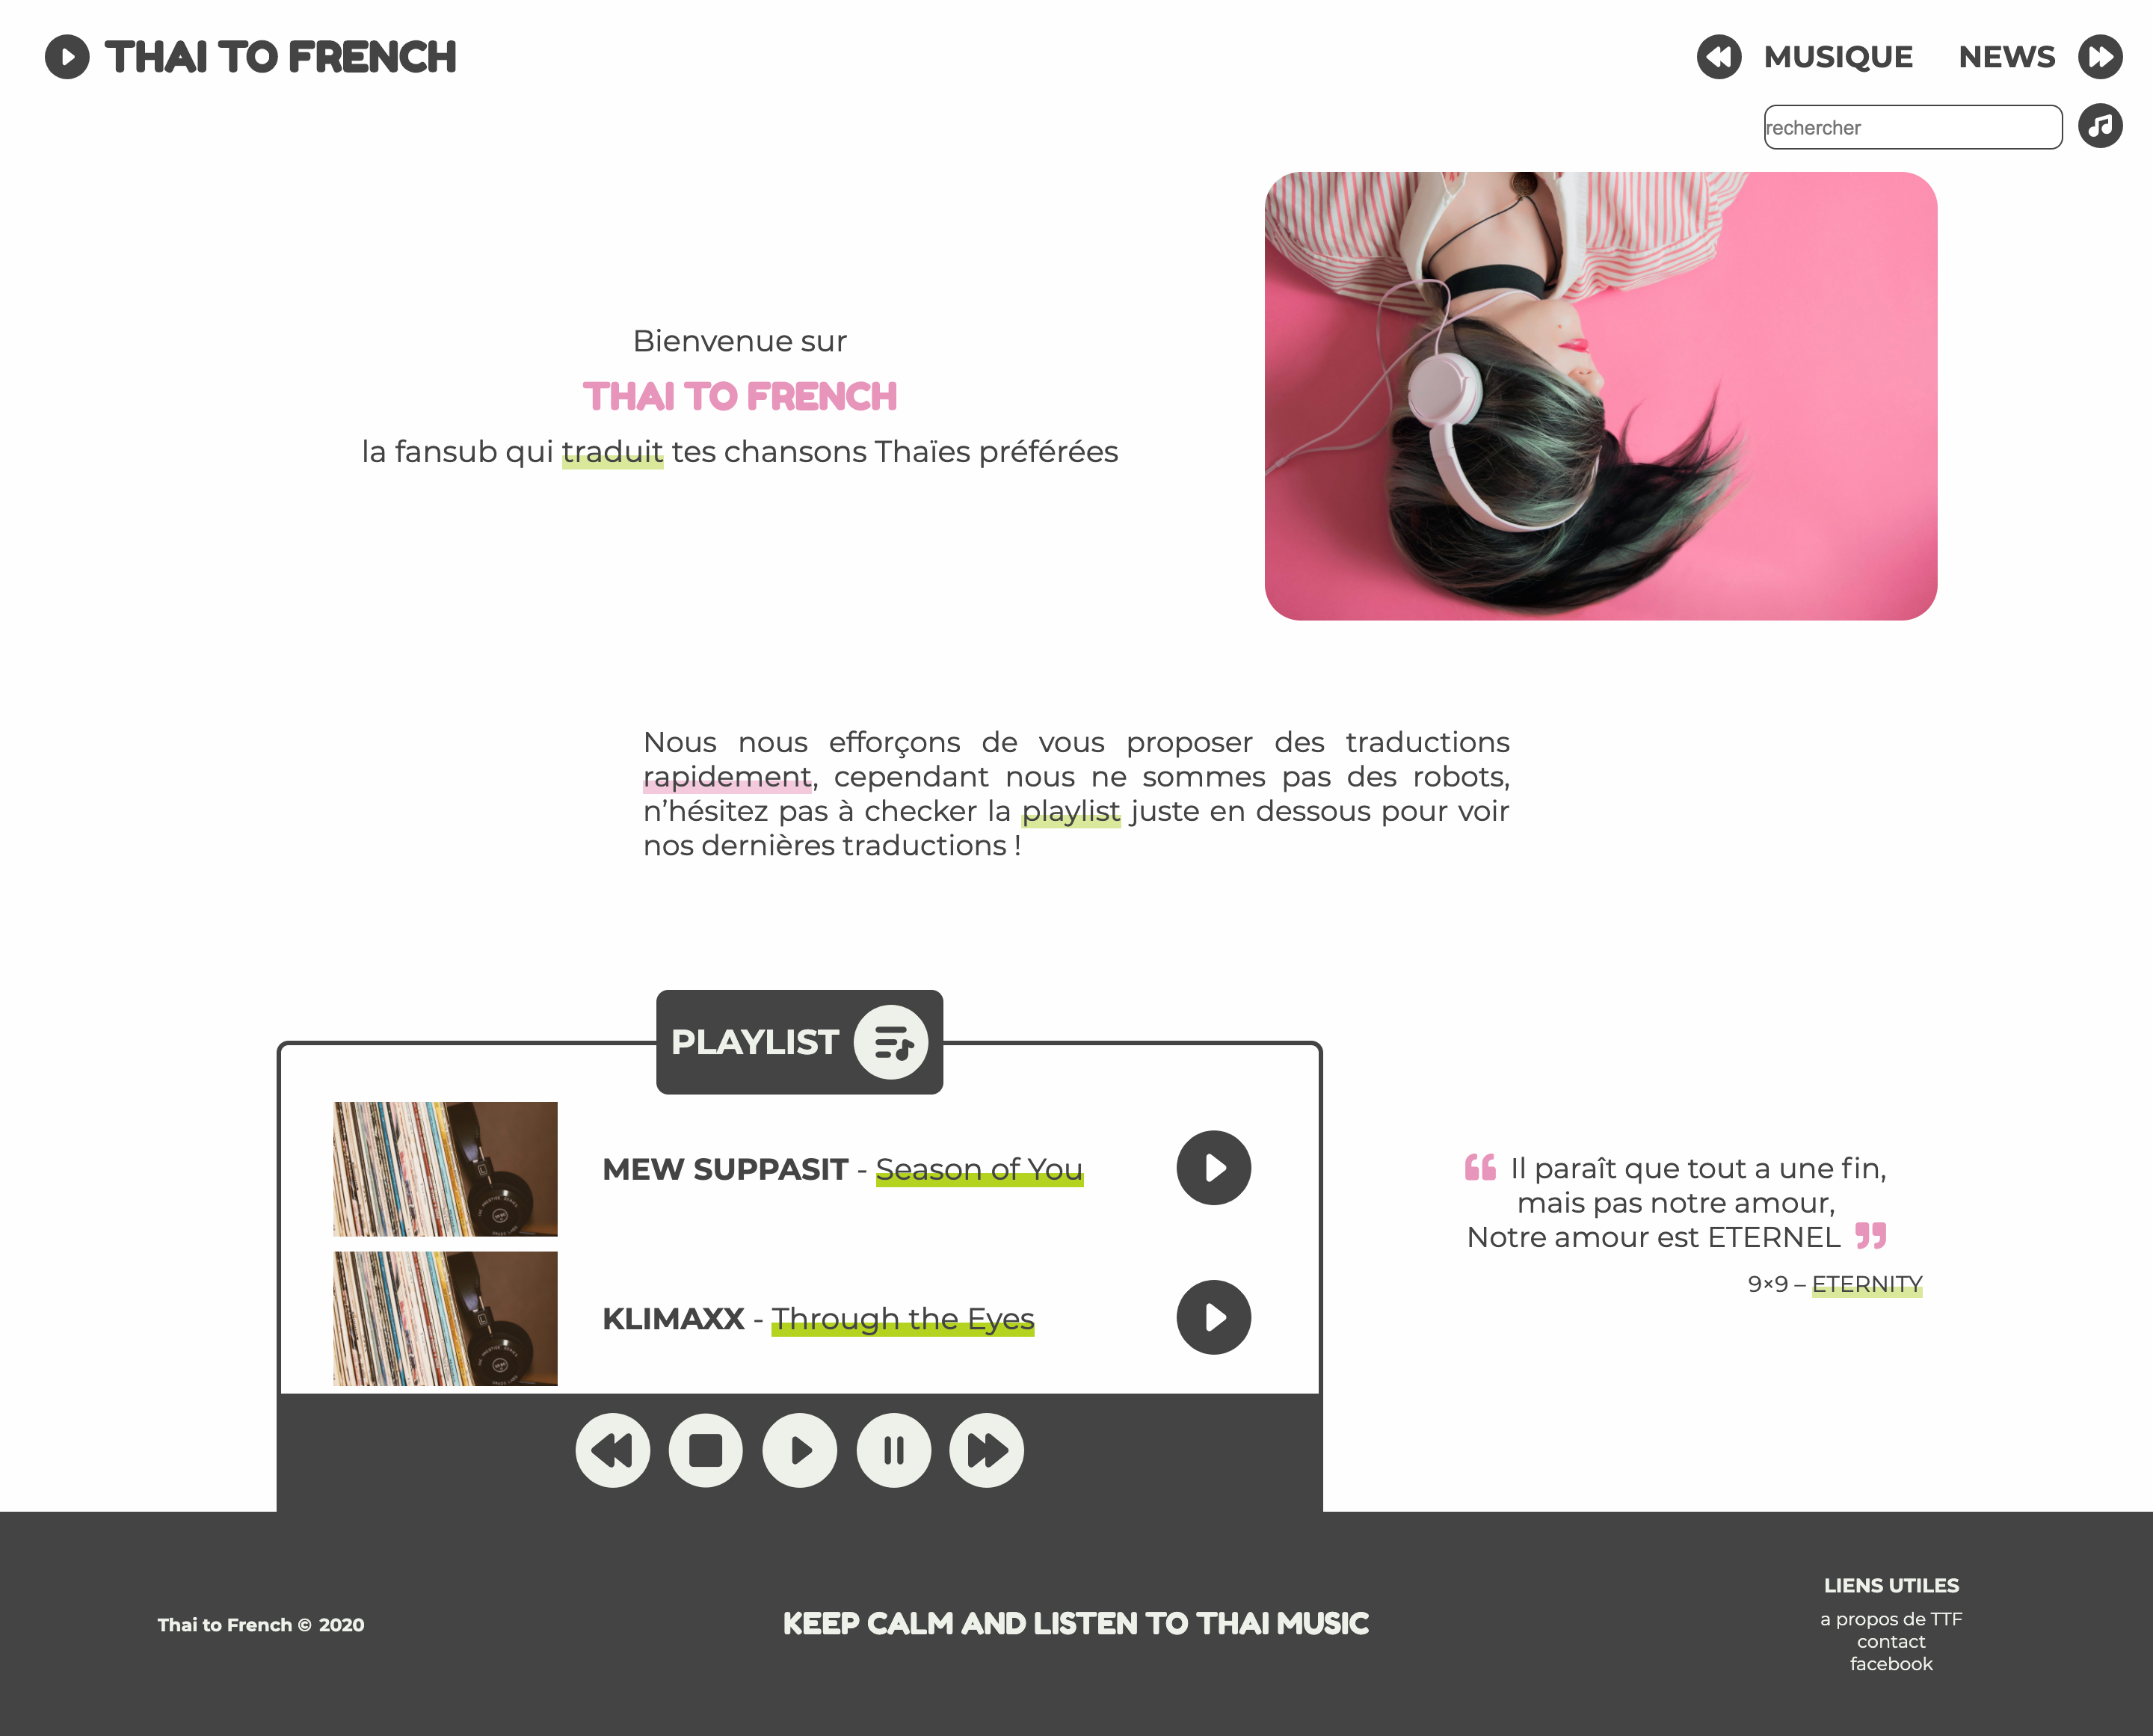 THAI TO FRENCH
MUSIQUE NEWS
rechercher
Bienvenue sur
THAI TO FRENCH
la fansub qui traduit tes chansons Thaïes préférées
Nous nous efforçons de vous proposer des traductions
rapidement, cependant nous ne sommes pas des robots,
n’hésitez pas à checker la playlist juste en dessous pour voir
nos dernières traductions !
PLAYLIST
MEW SUPPASIT - Season of You
KLIMAXX - Through the Eyes
Il paraît que tout a une fin,
mais pas notre amour,
Notre amour est ETERNEL
9×9 – ETERNITY
Thai to French © 2020
KEEP CALM AND LISTEN TO THAI MUSIC
LIENS UTILES
a propos de TTF
contact
facebook